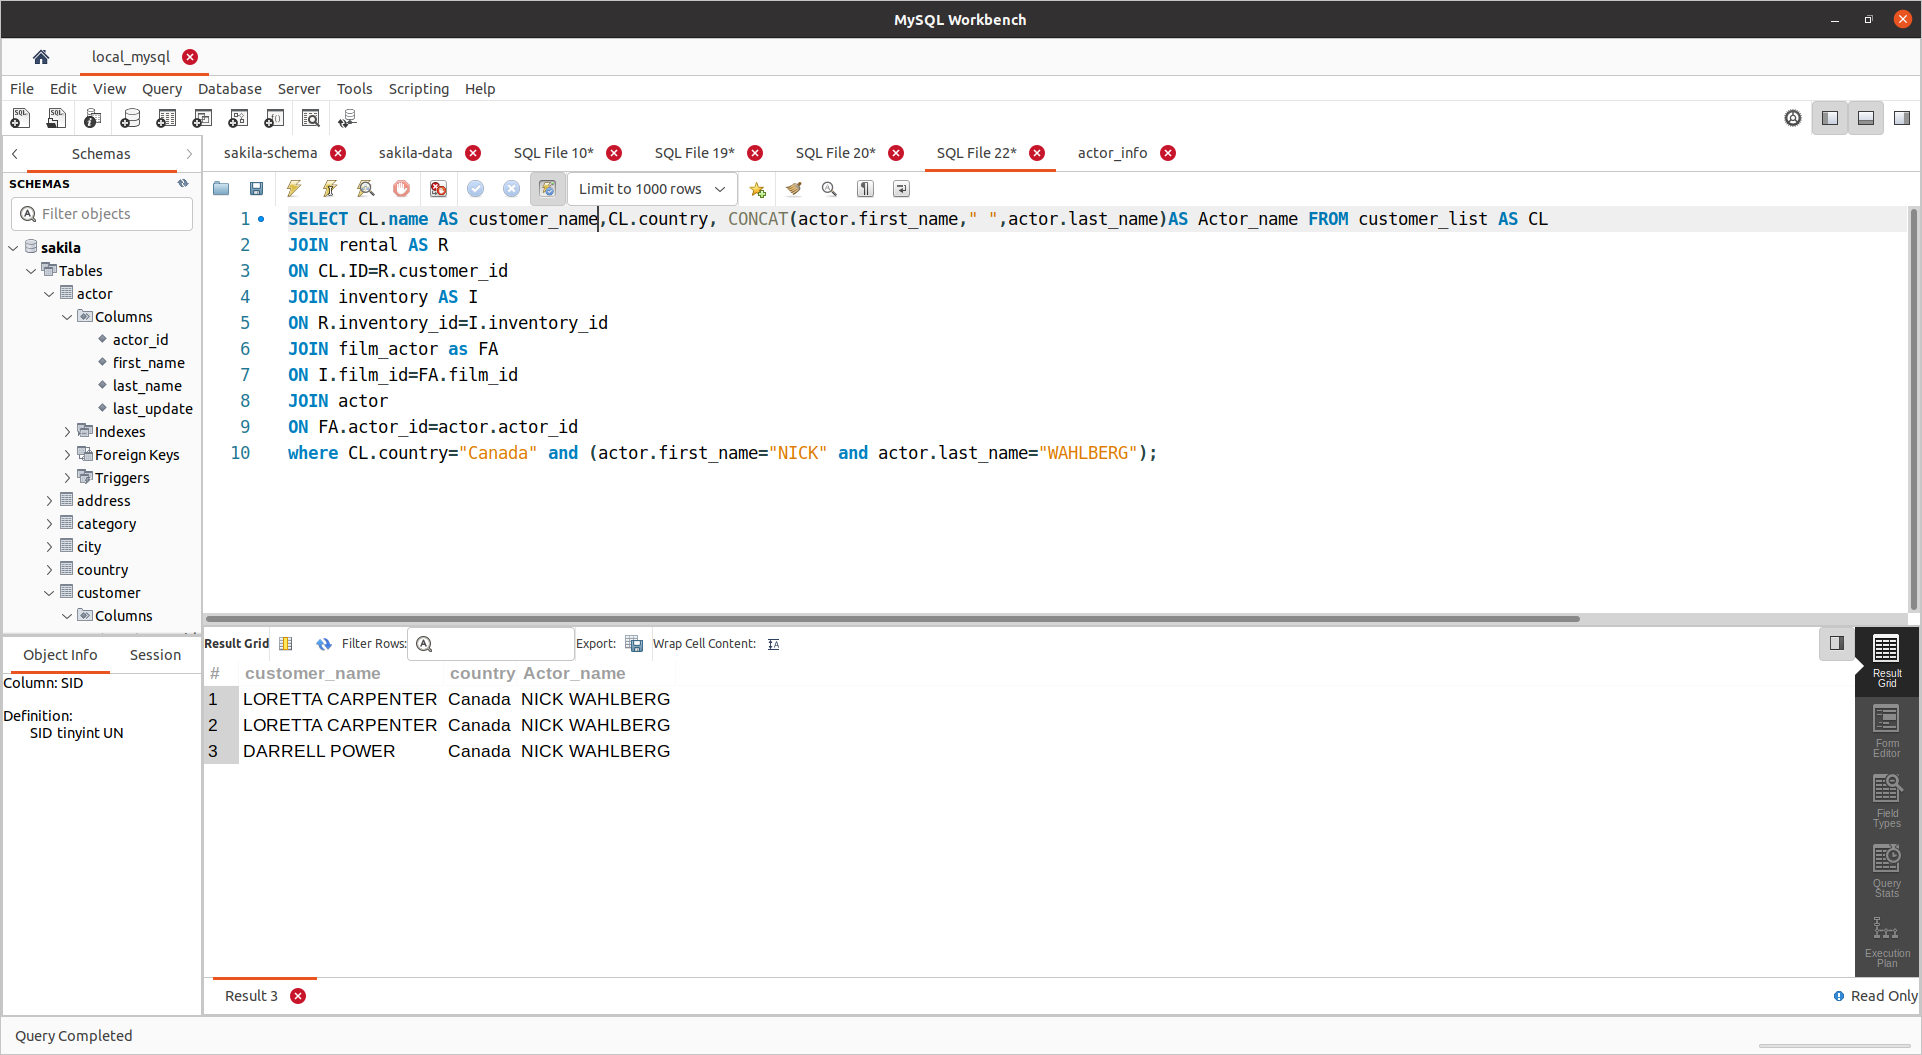 MySQL Workbench
local_mysql
File Edit View Query Database Server Tools Scripting Help
Schemas
SCHEMAS
Filter objects
sakila
Tables
actor
Columns
actor_id
first_name
last_name
last_update
Indexes
Foreign Keys
Triggers
address
category
city
country
customer
Columns
Object Info Session
Column: SID
Definition:
SID tinyint UN
sakila-schema sakila-data SQL File 10* SQL File 19* SQL File 20* SQL File 22* actor_info
Limit to 1000 rows
1 SELECT CL.name AS customer_name,CL.country, CONCAT(actor.first_name," ",actor.last_name)AS Actor_name FROM customer_list AS CL
2 JOIN rental AS R
3 ON CL.ID=R.customer_id
4 JOIN inventory AS I
5 ON R.inventory_id=I.inventory_id
6 JOIN film_actor as FA
7 ON I.film_id=FA.film_id
8 JOIN actor
9 ON FA.actor_id=actor.actor_id
10 where CL.country="Canada" and (actor.first_name="NICK" and actor.last_name="WAHLBERG");
Result Grid Filter Rows: Export: Wrap Cell Content:
# customer_name country Actor_name
1 LORETTA CARPENTER Canada NICK WAHLBERG
2 LORETTA CARPENTER Canada NICK WAHLBERG
3 DARRELL POWER Canada NICK WAHLBERG
Result
Grid
Form
Editor
Field
Types
Query
Stats
Execution
Plan
Result 3 Read Only
Query Completed